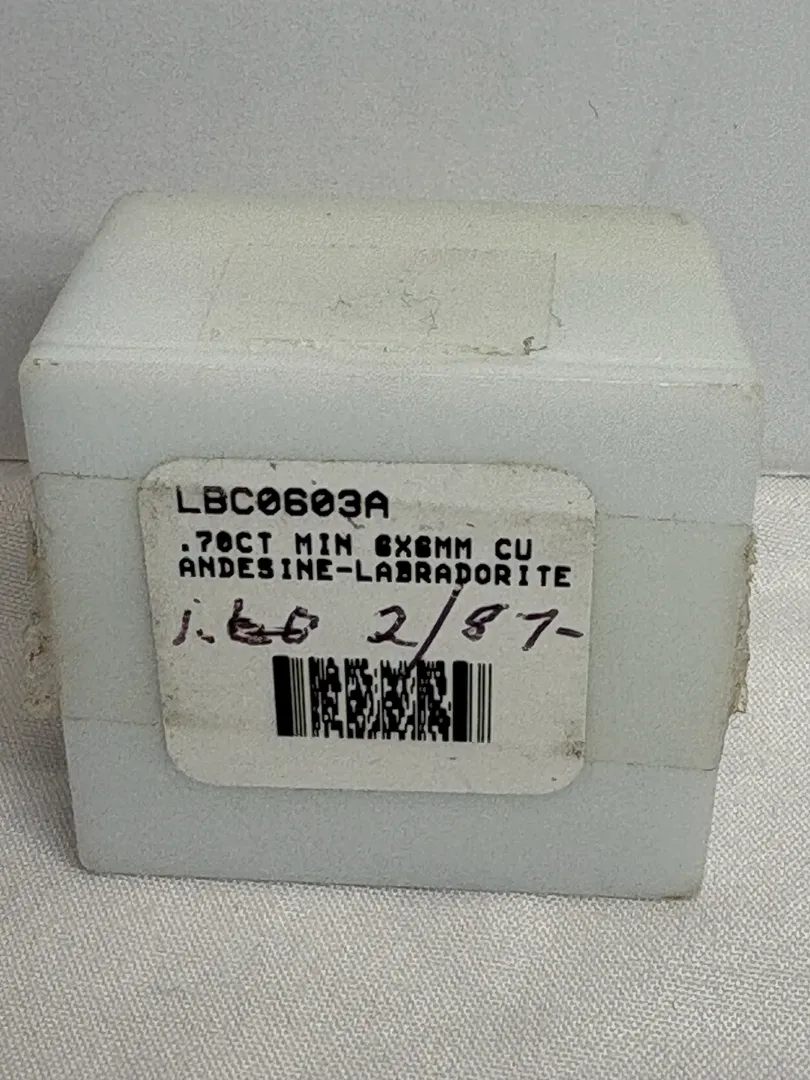 LBC0603A
.70CT MIN 6X6MM CU
ANDESINE-LABRADORITE
2/87-